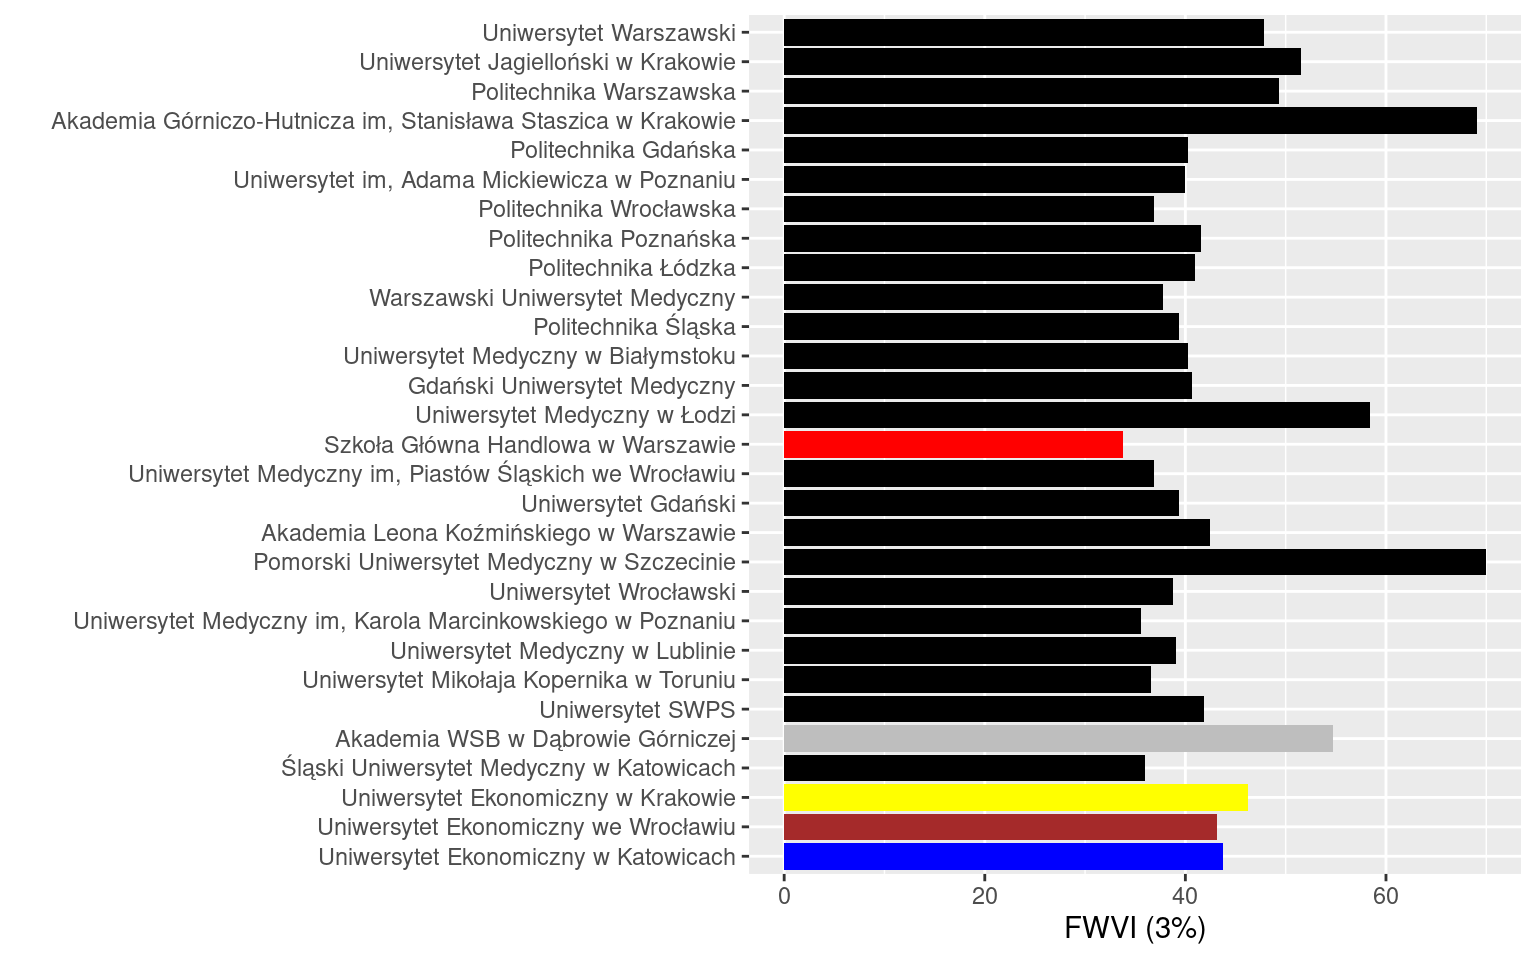 Uniwersytet Warszawski
Uniwersytet Jagielloński w Krakowie
Politechnika Warszawska
Akademia Górniczo-Hutnicza im, Stanisława Staszica w Krakowie
Politechnika Gdańska
Uniwersytet im, Adama Mickiewicza w Poznaniu
Politechnika Wrocławska
Politechnika Poznańska
Politechnika Łódzka
Warszawski Uniwersytet Medyczny
Politechnika Śląska
Uniwersytet Medyczny w Białymstoku
Gdański Uniwersytet Medyczny
Uniwersytet Medyczny w Łodzi
Szkoła Główna Handlowa w Warszawie
Uniwersytet Medyczny im, Piastów Śląskich we Wrocławiu
Uniwersytet Gdański
Akademia Leona Koźmińskiego w Warszawie
Pomorski Uniwersytet Medyczny w Szczecinie
Uniwersytet Wrocławski
Uniwersytet Medyczny im, Karola Marcinkowskiego w Poznaniu
Uniwersytet Medyczny w Lublinie
Uniwersytet Mikołaja Kopernika w Toruniu
Uniwersytet SWPS
Akademia WSB w Dąbrowie Górniczej
Śląski Uniwersytet Medyczny w Katowicach
Uniwersytet Ekonomiczny w Krakowie
Uniwersytet Ekonomiczny we Wrocławiu
Uniwersytet Ekonomiczny w Katowicach
0 20 40 60
FWVI (3%)